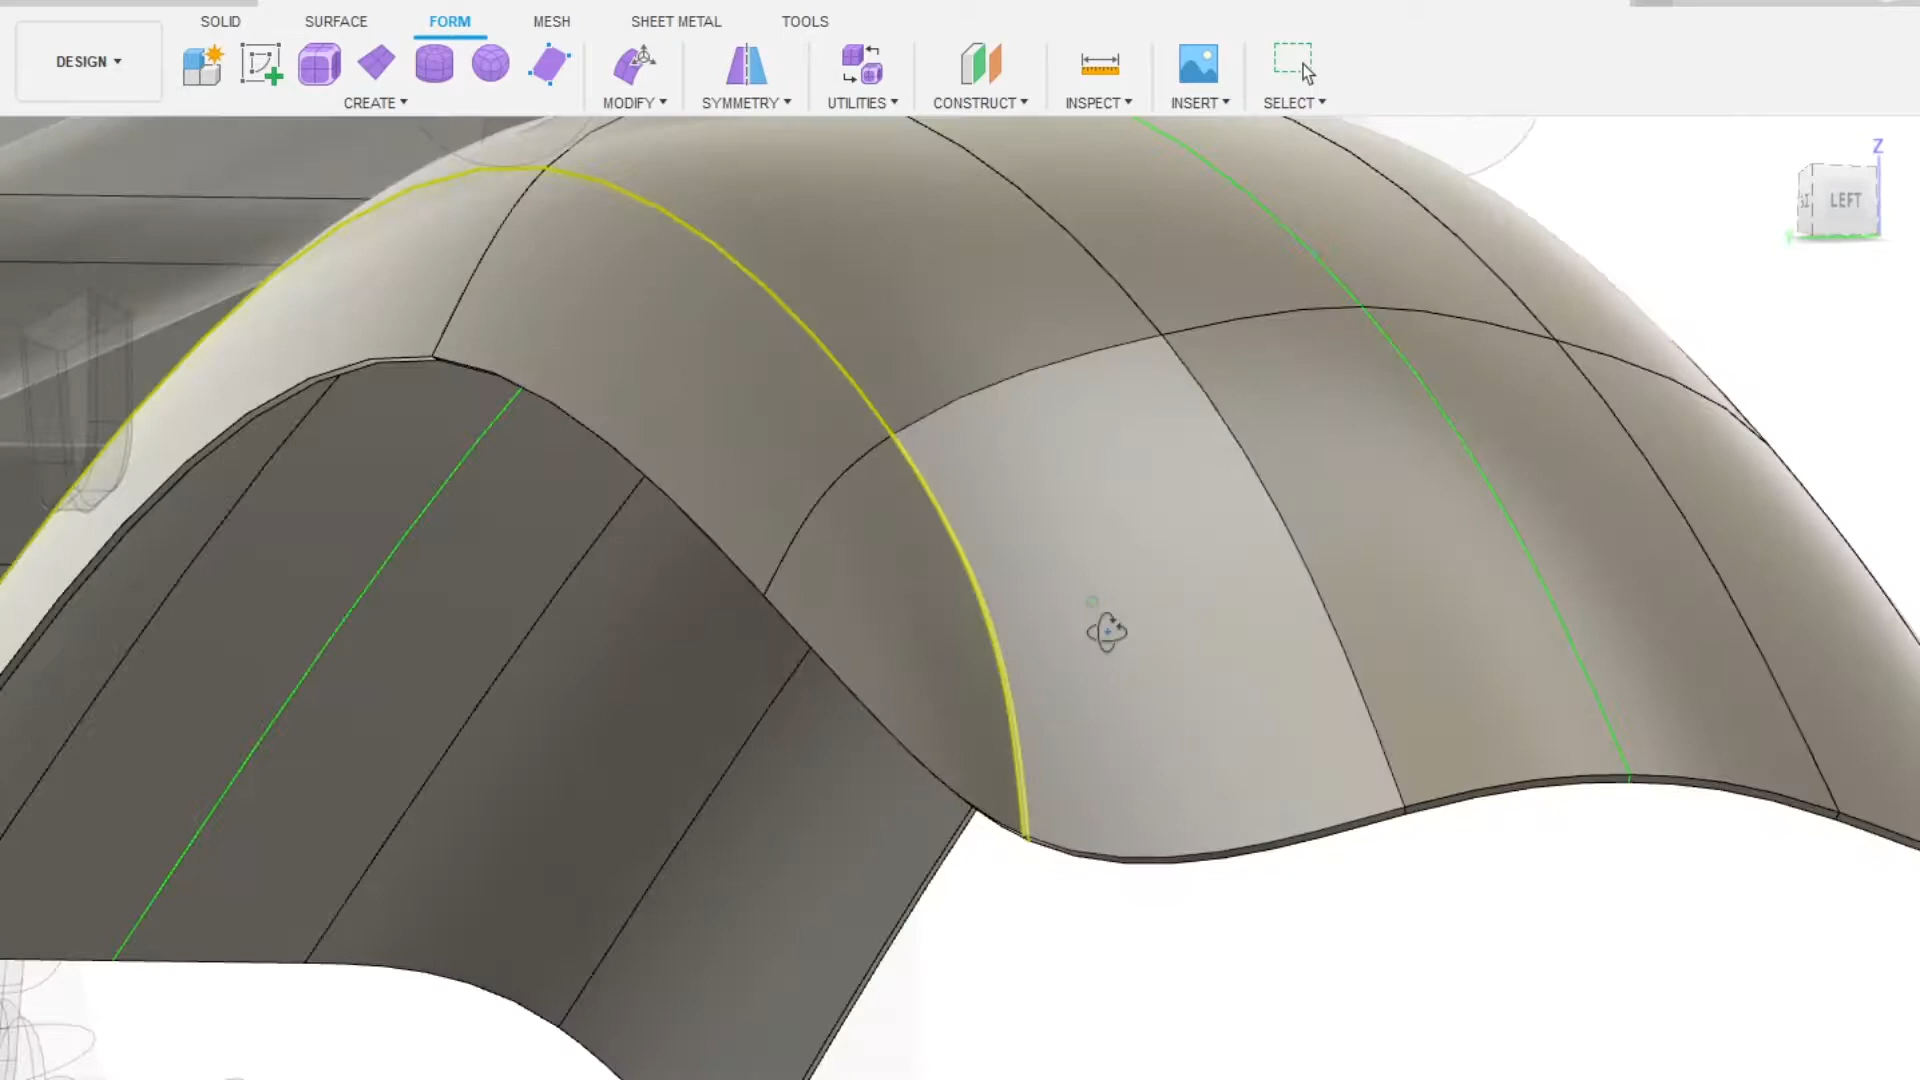 SOLID SURFACE FORM MESH SHEET METAL TOOLS
DESIGN
CREATE MODIFY SYMMETRY UTILITIES CONSTRUCT INSPECT INSERT SELECT
Z
LEFT
Y